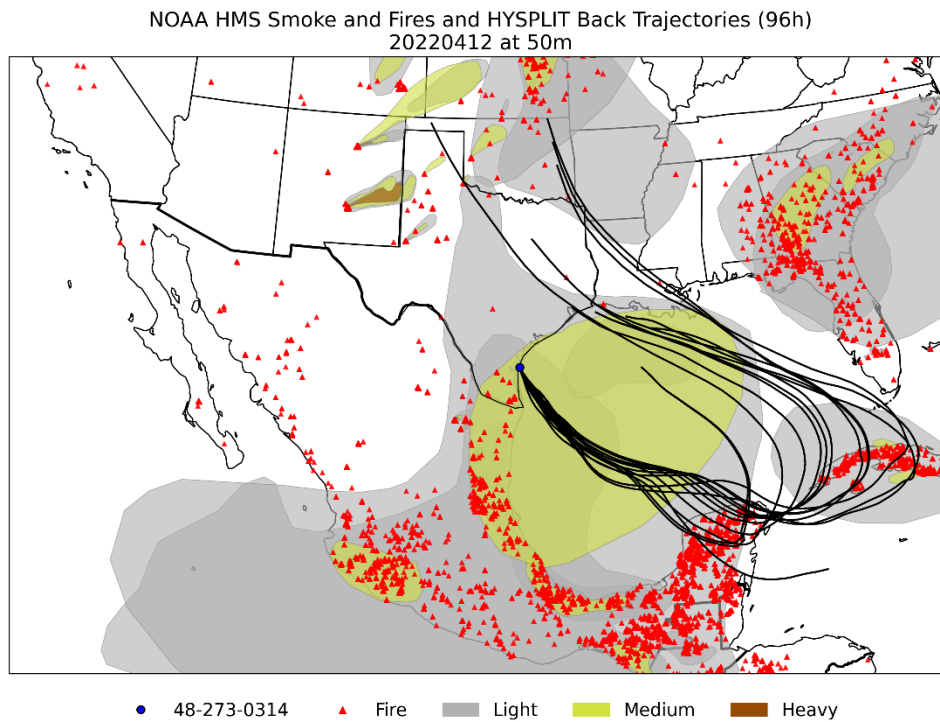 NOAA HMS Smoke and Fires and HYSPLIT Back Trajectories (96h)
20220412 at 50m
48-273-0314 Fire Light Medium Heavy